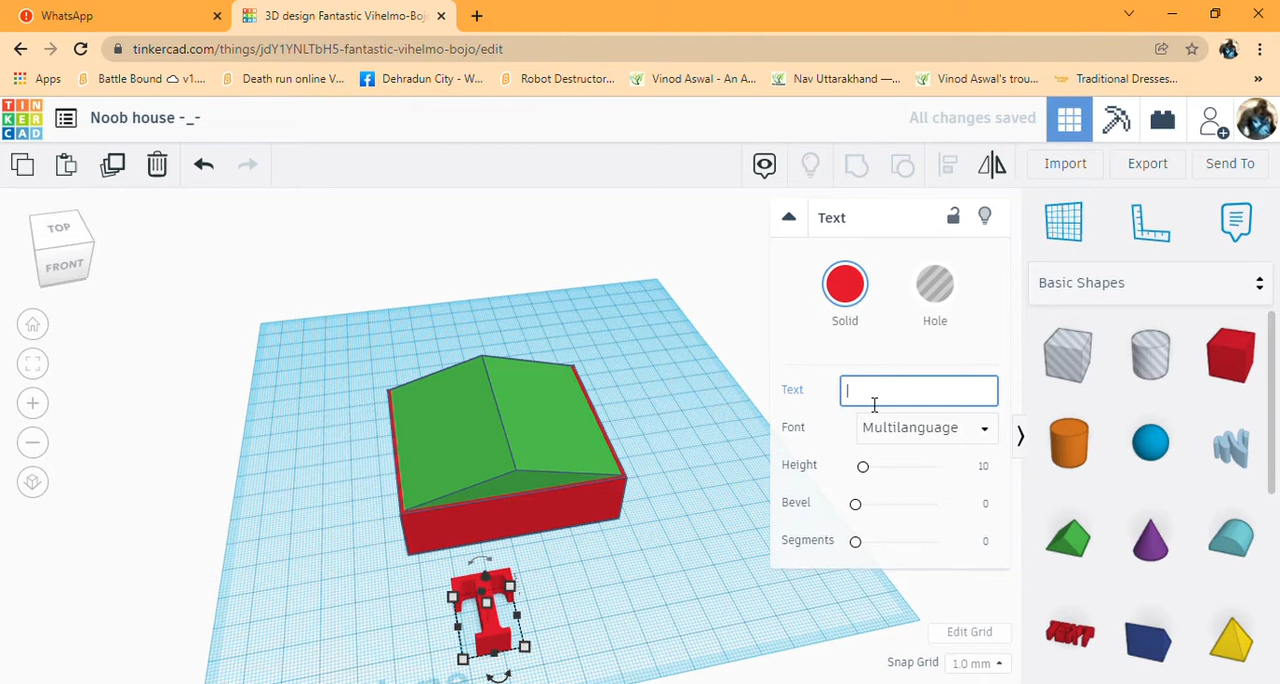 WhatsApp
3D design Fantastic Vihelmo-Bojo
tinkercad.com/things/jdY1YNLTbH5-fantastic-vihelmo-bojo/edit
Apps
Battle Bound v1....
Death run online V...
Dehradun City - W...
Robot Destructor...
Vinod Aswal - An A...
Nav Uttarakhand —...
Vinod Aswal's trou...
Traditional Dresses...
TIN
KER
CAD
Noob house -_-
All changes saved
Import
Export
Send To
TOP
FRONT
Text
Solid
Hole
Text
Font
Multilanguage
Height
10
Bevel
0
Segments
0
Basic Shapes
TEXT
T
Edit Grid
Snap Grid
1.0 mm